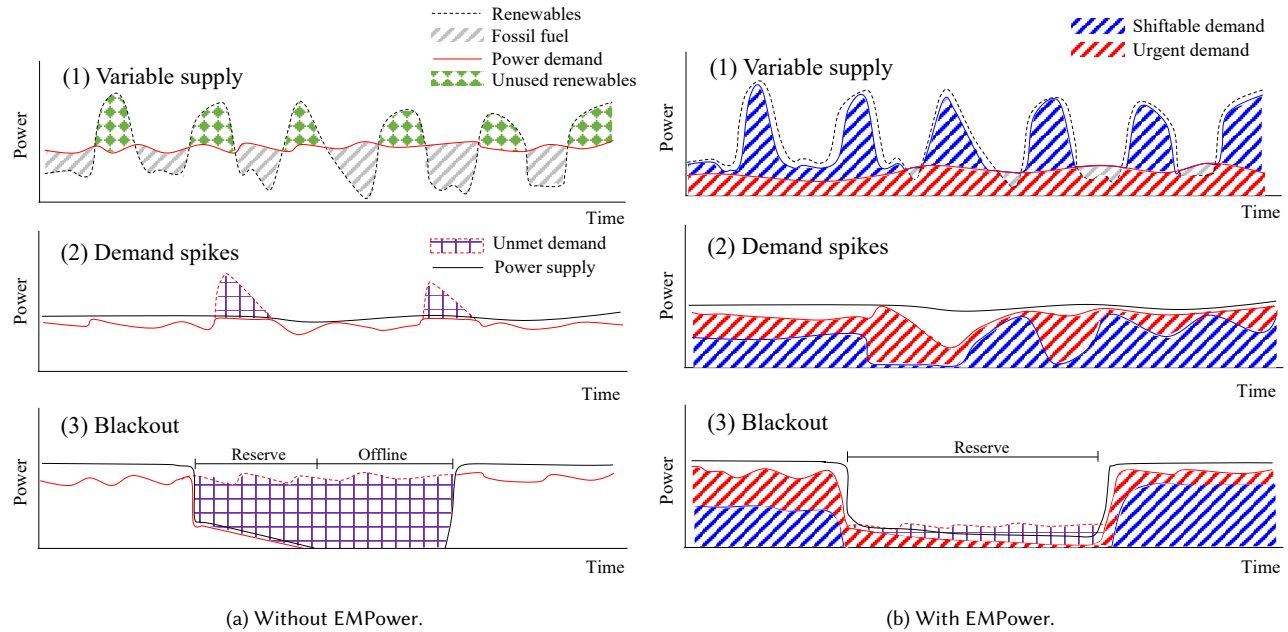 Renewables
Fossil fuel
Power demand
Unused renewables
(1) Variable supply
Power
Time
(2) Demand spikes
Unmet demand
Power supply
Power
Time
(3) Blackout
Reserve
Offline
Power
Time
(a) Without EMPower.
Shiftable demand
Urgent demand
(1) Variable supply
Power
Time
(2) Demand spikes
Power
Time
(3) Blackout
Reserve
Power
Time
(b) With EMPower.